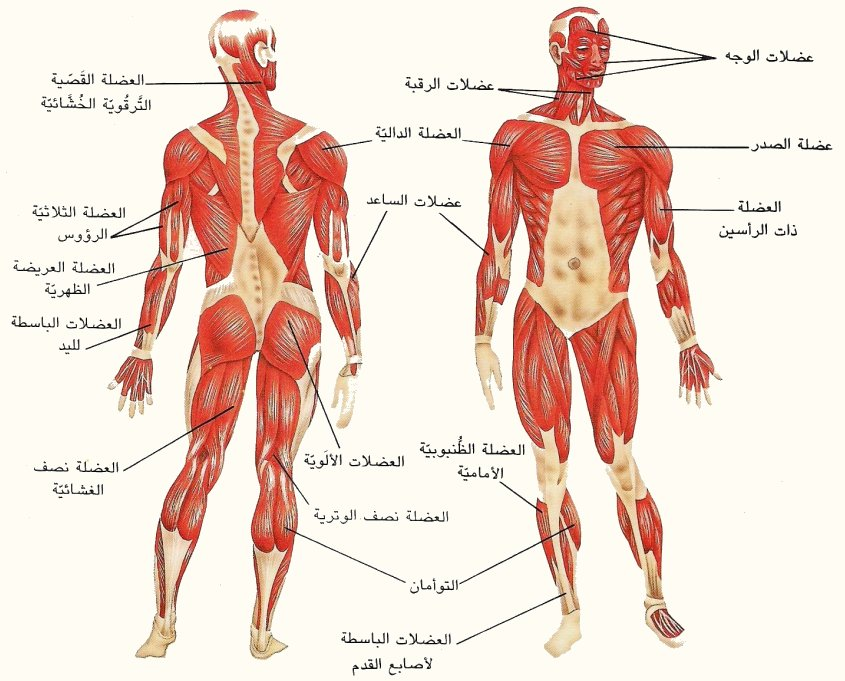 عضلات الوجه
عضلات الرقبة
عضلة الصدر
العضلة القَصّية
التَّرقُويّة الخُشَّائيّة
العضلة الداليّة
عضلات الساعد
العضلة
ذات الرأسين
العضلة الثلاثيّة
الرؤوس
العضلة العريضة
الظهريّة
العضلات الباسطة
لليد
العضلة نصف
الغشائيّة
العضلات الألَويّة
العضلة الظُنبوبيّة
الأماميّة
العضلة نصف الوترية
التوأمان
العضلات الباسطة
لأصابع القدم